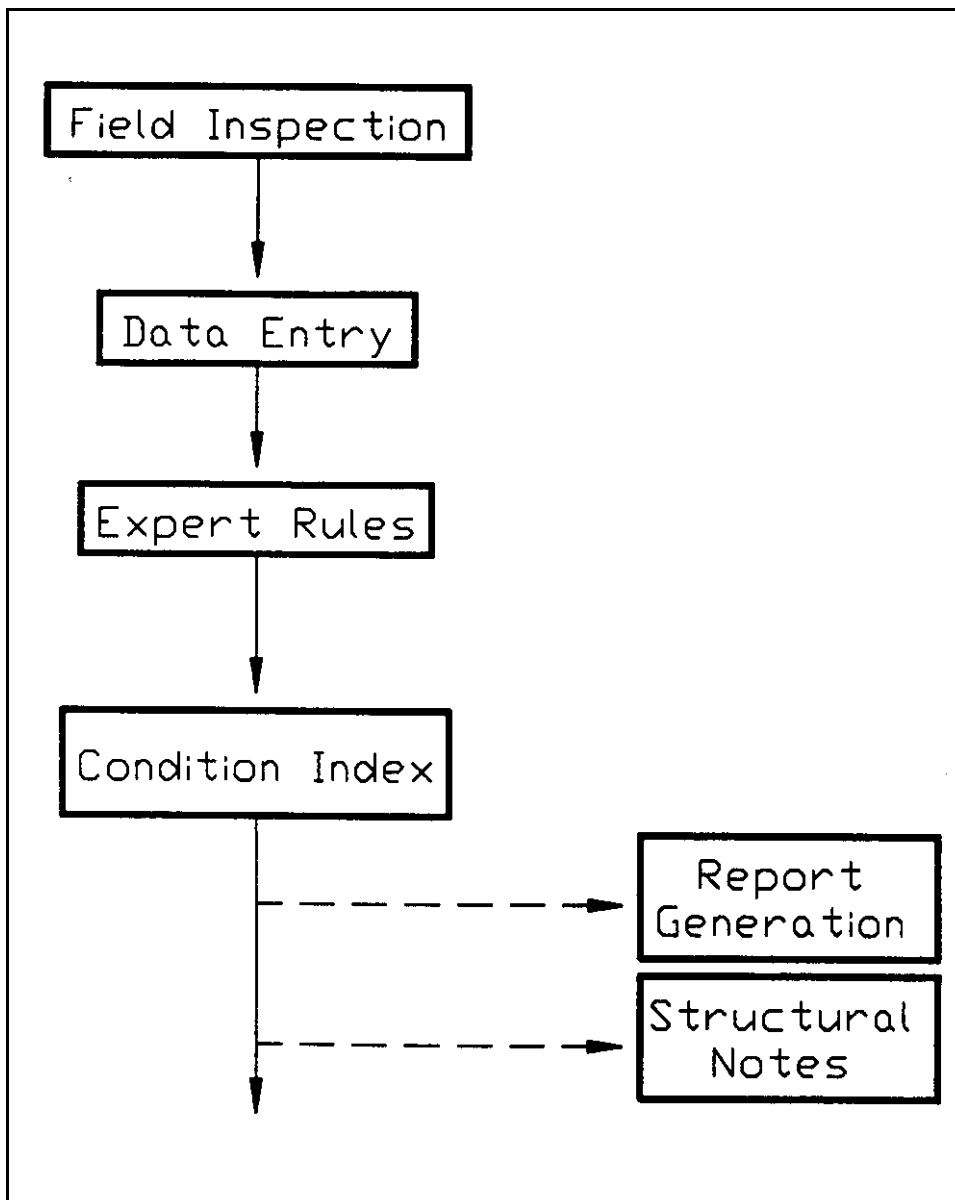 Field Inspection
Data Entry
Expert Rules
Condition Index
Report
Generation
Structural
Notes